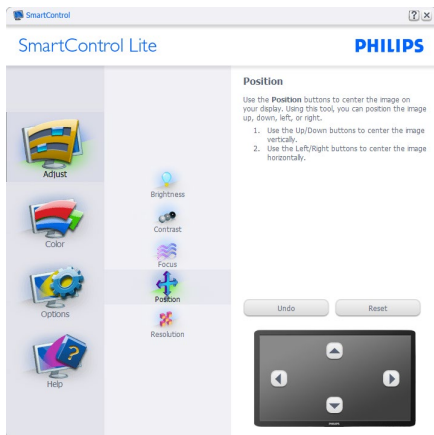 SmartControl
SmartControl Lite
PHILIPS
Adjust
Color
Options
Help
Brightness
Contrast
Focus
Position
Resolution
Position
Use the Position buttons to center the image on
your display. Using this tool, you can position the image
up, down, left, or right.
1. Use the Up/Down buttons to center the image
vertically.
2. Use the Left/Right buttons to center the image
horizontally.
Undo
Reset
PHILIPS